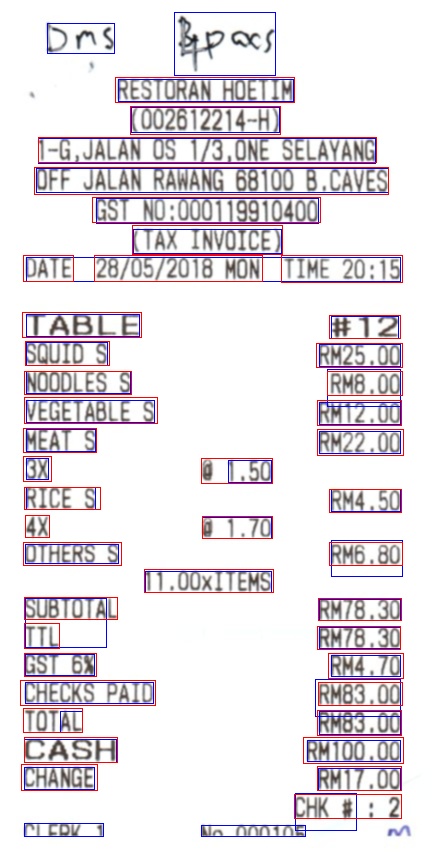 Dms
RESTORAN HOETIM
(002612214-H)
1-G,JALAN OS 1/3,ONE SELAYANG
OFF JALAN RAWANG 68100 B.CAVES
GST NO:000119910400
(TAX INVOICE)
DATE 28/05/2018 MON TIME 20:15
TABLE #12
SQUID S RM25.00
NOODLES S RM8.00
VEGETABLE S RM12.00
MEAT S RM22.00
3X @ 1.50
RICE S RM4.50
4X @ 1.70
OTHERS S RM6.80
11.00xITEMS
SUBTOTAL RM78.30
TTL RM78.30
GST 6% RM4.70
CHECKS PAID RM83.00
TOTAL RM83.00
CASH RM100.00
CHANGE RM17.00
CHK # : 2
CLERK 1 No.000105